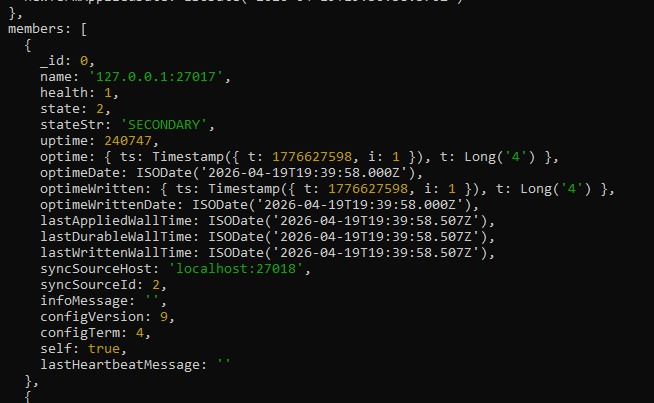 },
members: [
{
_id: 0,
name: '127.0.0.1:27017',
health: 1,
state: 2,
stateStr: 'SECONDARY',
uptime: 240747,
optime: { ts: Timestamp({ t: 1776627598, i: 1 }), t: Long('4') },
optimeDate: ISODate('2026-04-19T19:39:58.000Z'),
optimeWritten: { ts: Timestamp({ t: 1776627598, i: 1 }), t: Long('4') },
optimeWrittenDate: ISODate('2026-04-19T19:39:58.000Z'),
lastAppliedWallTime: ISODate('2026-04-19T19:39:58.507Z'),
lastDurableWallTime: ISODate('2026-04-19T19:39:58.507Z'),
lastWrittenWallTime: ISODate('2026-04-19T19:39:58.507Z'),
syncSourceHost: 'localhost:27018',
syncSourceId: 2,
infoMessage: '',
configVersion: 9,
configTerm: 4,
self: true,
lastHeartbeatMessage: ''
},
{